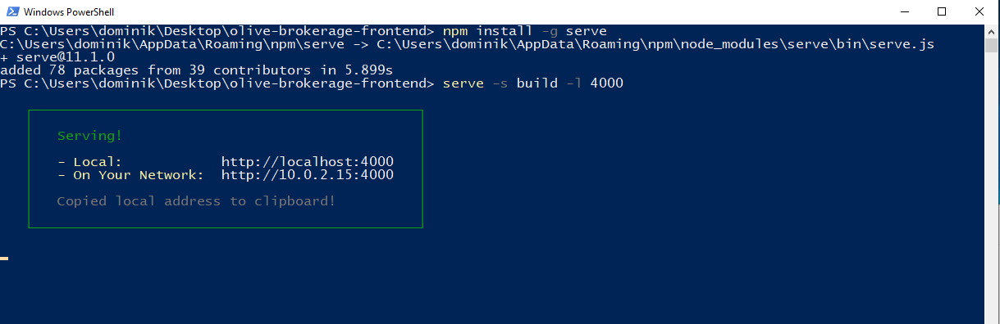 Windows PowerShell
PS C:\Users\dominik\Desktop\olive-brokerage-frontend> npm install -g serve
C:\Users\dominik\AppData\Roaming\npm\serve -> C:\Users\dominik\AppData\Roaming\npm\node_modules\serve\bin\serve.js
+ serve@11.1.0
added 78 packages from 39 contributors in 5.899s
PS C:\Users\dominik\Desktop\olive-brokerage-frontend> serve -s build -l 4000
Serving!
- Local: http://localhost:4000
- On Your Network: http://10.0.2.15:4000
Copied local address to clipboard!